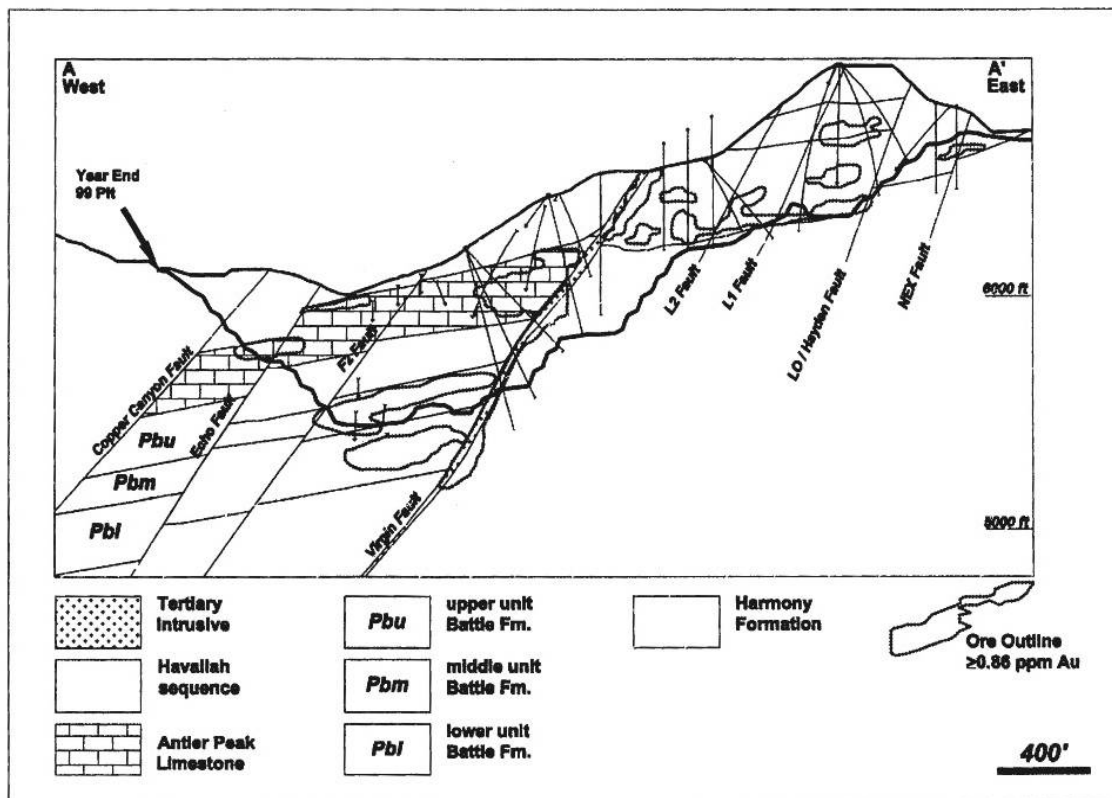 A
West
A'
East
Year End
99 Pit
L2 Fault
L1 Fault
LO / Hayden Fault
NEX Fault
6000 ft
5000 ft
Copper Canyon Fault
Echo Fault
F2 Fault
Virgin Fault
Pbu
Pbm
Pbl
Tertiary
Intrusive
Havallah
sequence
Antler Peak
Limestone
Pbu
upper unit
Battle Fm.
Pbm
middle unit
Battle Fm.
Pbl
lower unit
Battle Fm.
Harmony
Formation
Ore Outline
≥0.86 ppm Au
400'